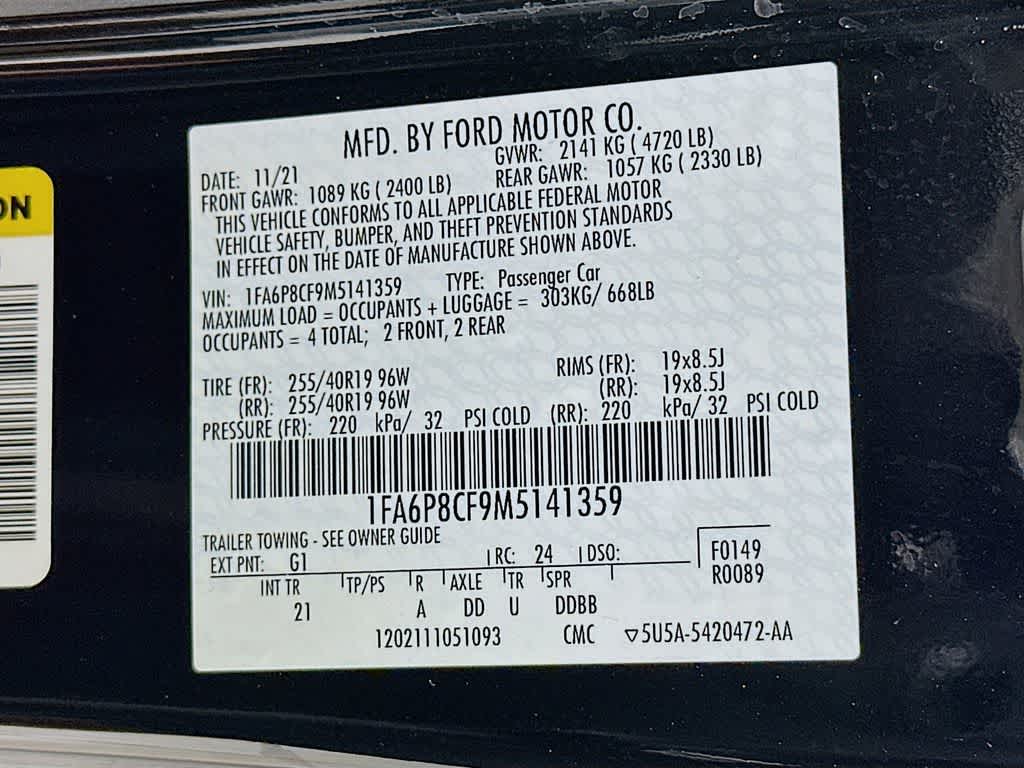 MFD. BY FORD MOTOR CO.
DATE: 11/21 GVWR: 2141 KG ( 4720 LB)
FRONT GAWR: 1089 KG ( 2400 LB) REAR GAWR: 1057 KG ( 2330 LB)
THIS VEHICLE CONFORMS TO ALL APPLICABLE FEDERAL MOTOR
VEHICLE SAFETY, BUMPER, AND THEFT PREVENTION STANDARDS
IN EFFECT ON THE DATE OF MANUFACTURE SHOWN ABOVE.
VIN: 1FA6P8CF9M5141359 TYPE: Passenger Car
MAXIMUM LOAD = OCCUPANTS + LUGGAGE = 303KG/ 668LB
OCCUPANTS = 4 TOTAL; 2 FRONT, 2 REAR
TIRE (FR): 255/40R19 96W RIMS (FR): 19x8.5J
(RR): 255/40R19 96W (RR): 19x8.5J
PRESSURE (FR): 220 kPa/ 32 PSI COLD (RR): 220 kPa/ 32 PSI COLD
1FA6P8CF9M5141359
TRAILER TOWING - SEE OWNER GUIDE
EXT PNT: G1 RC: 24 DSO: F0149
R0089
INT TR TP/PS R AXLE TR SPR
21 A DD U DDBB
1202111051093 CMC ▽5U5A-5420472-AA
ON